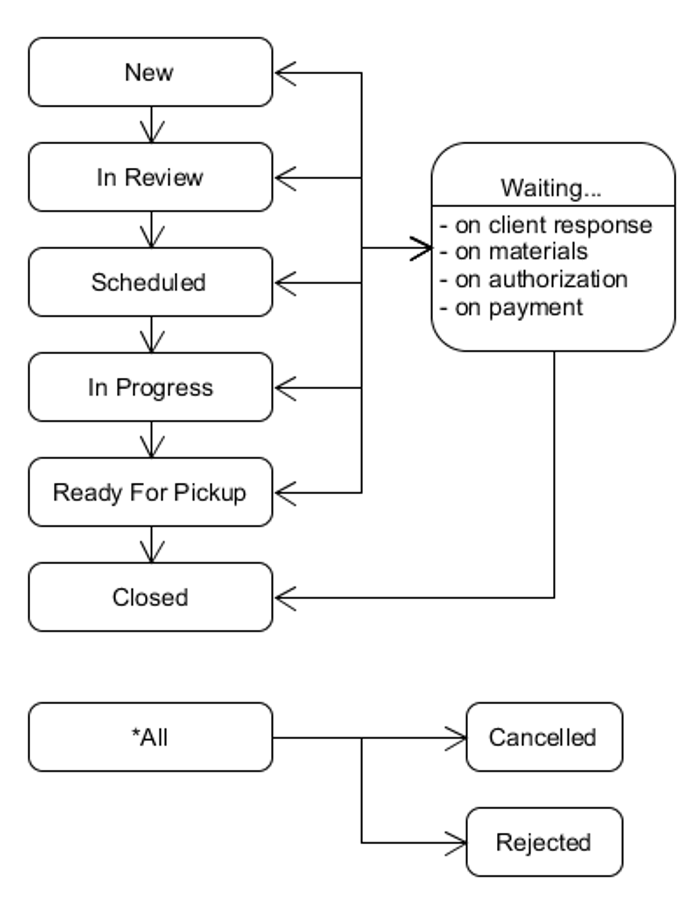 New
In Review
Scheduled
In Progress
Ready For Pickup
Closed
Waiting...
- on client response
- on materials
- on authorization
- on payment
*All
Cancelled
Rejected